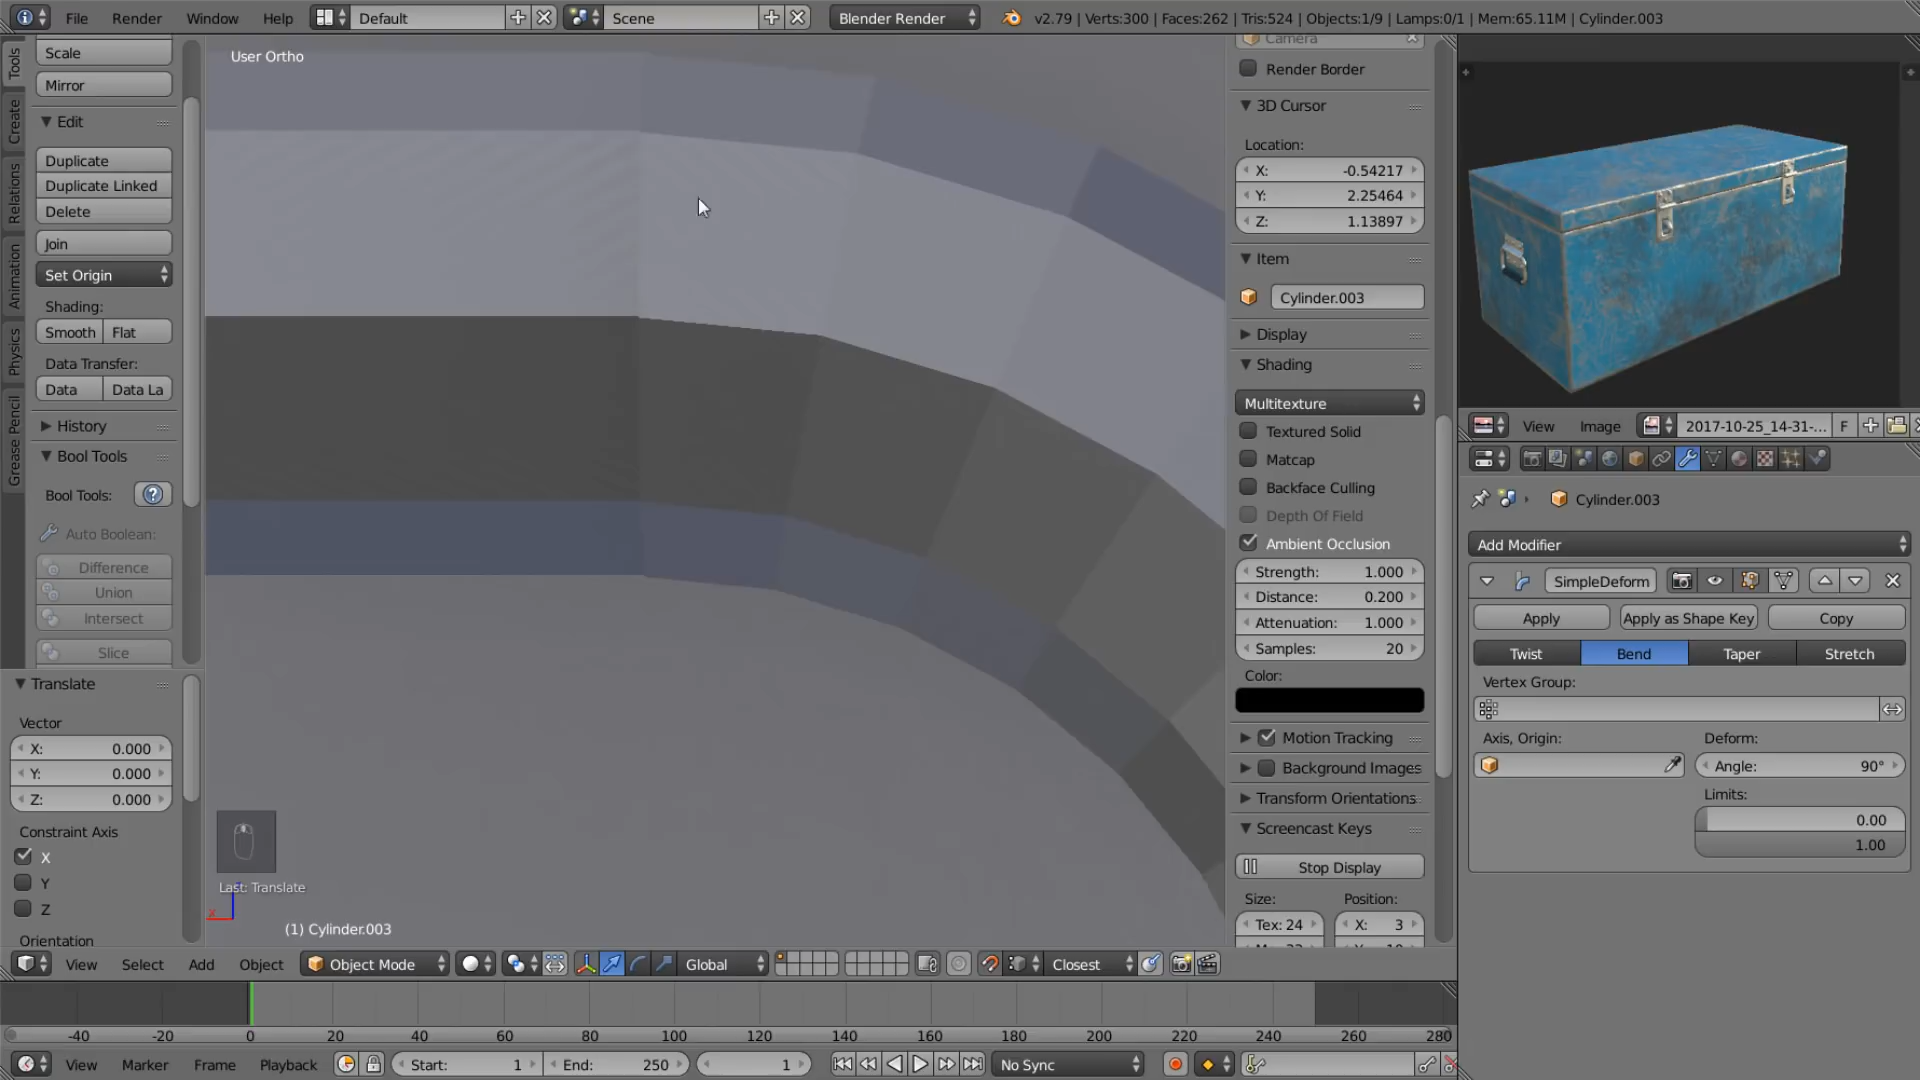 File Render Window Help Default Scene Blender Render v2.79 | Verts:300 | Faces:262 | Tris:524 | Objects:1/9 | Lamps:0/1 | Mem:65.11M | Cylinder.003
Tools
Create
Relations
Animation
Physics
Grease Pencil
Scale
Mirror
Edit
Duplicate
Duplicate Linked
Delete
Join
Set Origin
Shading:
Smooth Flat
Data Transfer:
Data Data La
History
Bool Tools
Bool Tools:
Auto Boolean:
Difference
Union
Intersect
Slice
Translate
Vector
X: 0.000
Y: 0.000
Z: 0.000
Constraint Axis
X
Y
Z
Orientation
User Ortho
Last: Translate
x
(1) Cylinder.003
Camera
Render Border
3D Cursor
Location:
X: -0.54217
Y: 2.25464
Z: 1.13897
Item
Cylinder.003
Display
Shading
Multitexture
Textured Solid
Matcap
Backface Culling
Depth Of Field
Ambient Occlusion
Strength: 1.000
Distance: 0.200
Attenuation: 1.000
Samples: 20
Color:
Motion Tracking
Background Images
Transform Orientations
Screencast Keys
Stop Display
Size: Position:
Tex: 24 X: 3
View Image 2017-10-25_14-31-... F
Cylinder.003
Add Modifier
SimpleDeform
Apply Apply as Shape Key Copy
Twist Bend Taper Stretch
Vertex Group:
Axis, Origin: Deform:
Angle: 90°
Limits:
0.00
1.00
View Select Add Object Object Mode Global Closest
-40 -20 0 20 40 60 80 100 120 140 160 180 200 220 240 260 280
View Marker Frame Playback Start: 1 End: 250 1 No Sync